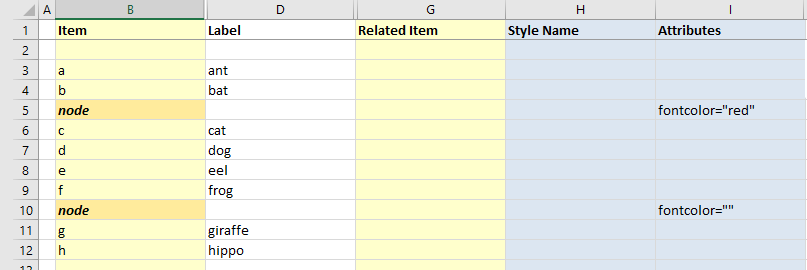 A B D G H I
1 Item Label Related Item Style Name Attributes
2
3 a ant
4 b bat
5 node fontcolor="red"
6 c cat
7 d dog
8 e eel
9 f frog
10 node fontcolor=""
11 g giraffe
12 h hippo